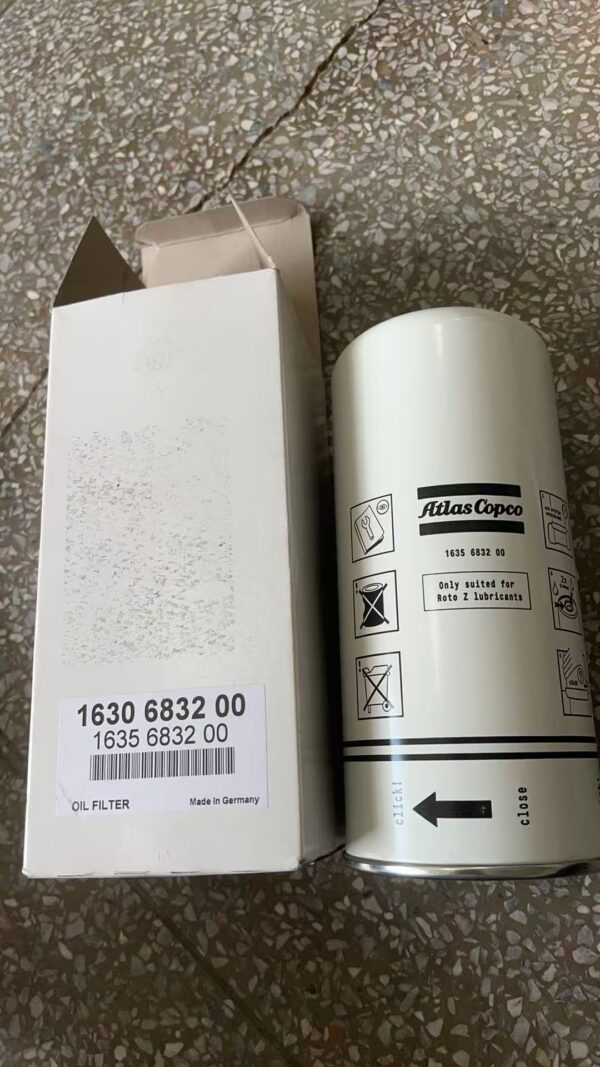 1630 6832 00
1635 6832 00
OIL FILTER
Made in Germany
Atlas Copco
1635 6832 00
Only suited for
Roto Z lubricants
2x
click!
close